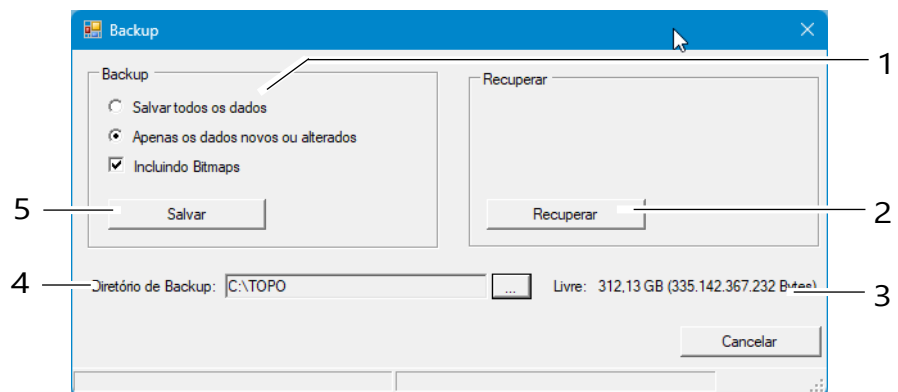 Backup
1
Backup
Recuperar
Salvar todos os dados
Apenas os dados novos ou alterados
Incluindo Bitmaps
5
Salvar
Recuperar
2
4
Diretório de Backup:
C:\TOPO
...
Livre:
312,13 GB (335.142.367.232 Bytes)
3
Cancelar